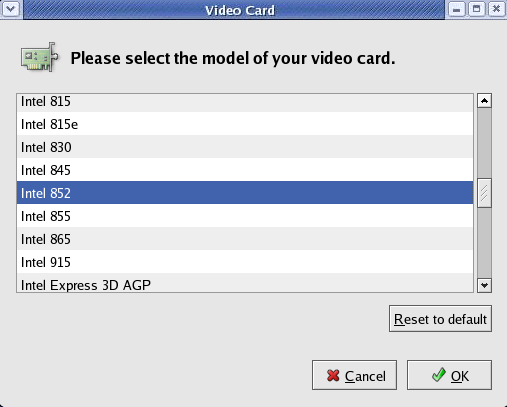 Video Card
Please select the model of your video card.
Intel 815
Intel 815e
Intel 830
Intel 845
Intel 852
Intel 855
Intel 865
Intel 915
Intel Express 3D AGP
Reset to default
Cancel
OK